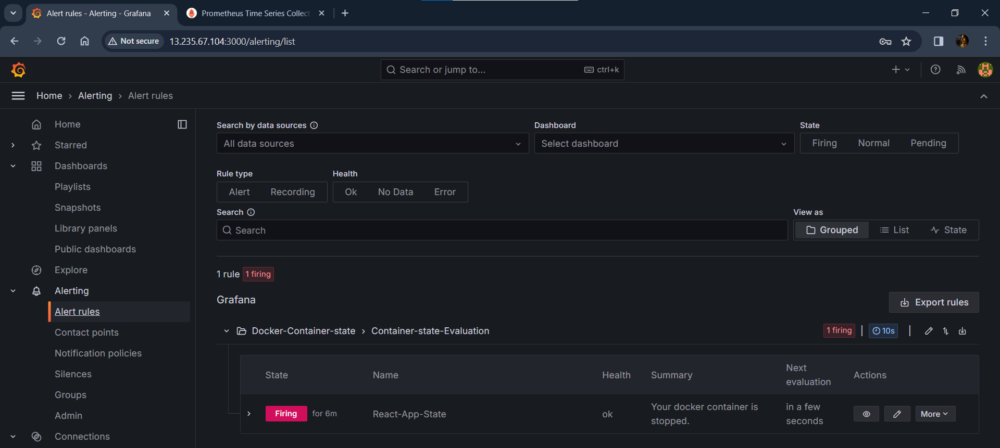 Alert rules - Alerting - Grafana
Prometheus Time Series Collect
Not secure
13.235.67.104:3000/alerting/list
Search or jump to...
ctrl+k
Home › Alerting › Alert rules
Home
Starred
Dashboards
Playlists
Snapshots
Library panels
Public dashboards
Explore
Alerting
Alert rules
Contact points
Notification policies
Silences
Groups
Admin
Connections
Search by data sources
All data sources
Dashboard
Select dashboard
State
Firing Normal Pending
Rule type
Alert Recording
Health
Ok No Data Error
Search
Search
View as
Grouped List State
1 rule 1 firing
Grafana
Export rules
Docker-Container-state › Container-state-Evaluation
1 firing | 10s |
State Name Health Summary Next evaluation Actions
Firing for 6m
React-App-State
ok
Your docker container is
stopped.
in a few
seconds
More